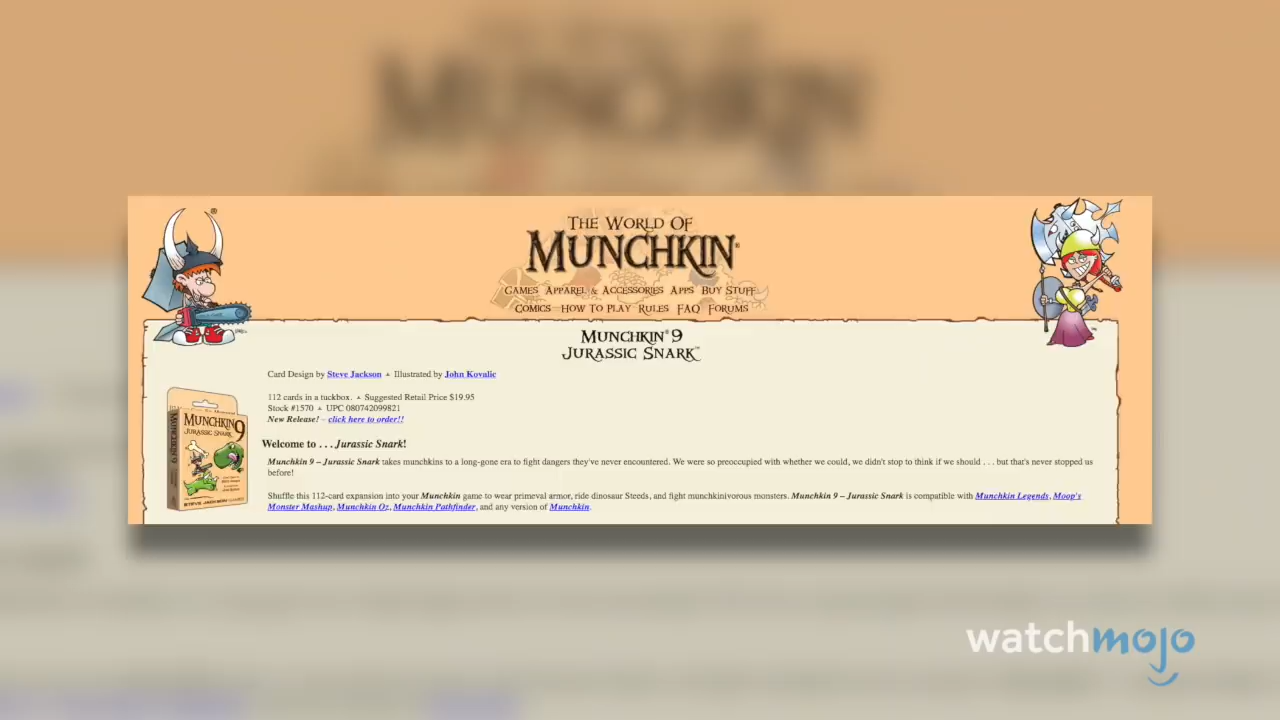 THE WORLD OF
MUNCHKIN®
GAMES APPAREL & ACCESSORIES APPS BUY STUFF
COMICS HOW TO PLAY RULES FAQ FORUMS
MUNCHKIN® 9
JURASSIC SNARK™
Card Design by Steve Jackson ▲ Illustrated by John Kovalic
112 cards in a tuckbox. ▲ Suggested Retail Price $19.95
Stock #1570 ▲ UPC 080742099821
New Release! – click here to order!!
Welcome to . . . Jurassic Snark!
Munchkin 9 – Jurassic Snark takes munchkins to a long-gone era to fight dangers they've never encountered. We were so preoccupied with whether we could, we didn't stop to think if we should . . . but that's never stopped us
before!
Shuffle this 112-card expansion into your Munchkin game to wear primeval armor, ride dinosaur Steeds, and fight munchkinivorous monsters. Munchkin 9 – Jurassic Snark is compatible with Munchkin Legends, Moop's
Monster Mashup, Munchkin Oz, Munchkin Pathfinder, and any version of Munchkin.
MUNCHKIN 9
JURASSIC SNARK
watchmojo